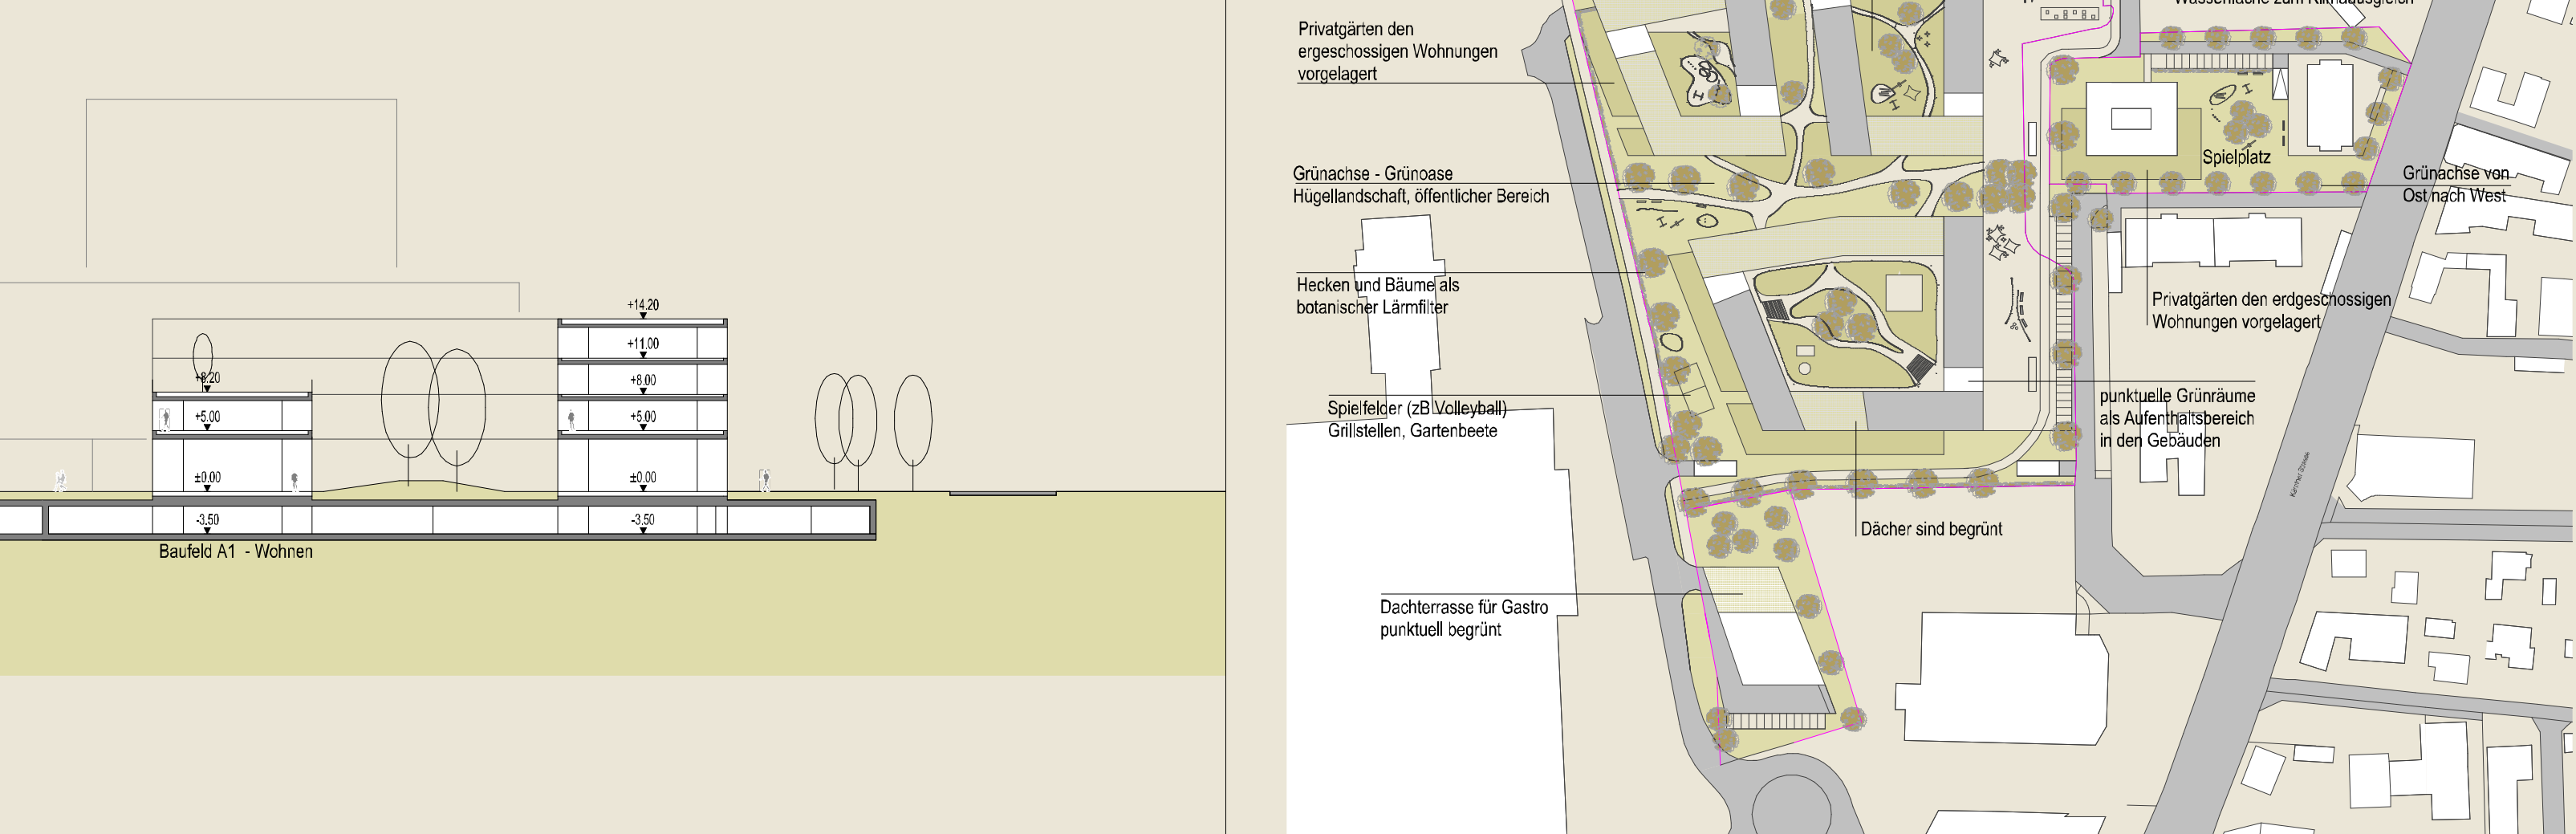 +14.20
+11.00
+8.20
+8.00
+5.00
+5.00
±0.00
±0.00
-3.50
-3.50
Baufeld A1 - Wohnen
Privatgärten den
ergeschossigen Wohnungen
vorgelagert
Grünachse - Grünoase
Hügellandschaft, öffentlicher Bereich
Hecken und Bäume als
botanischer Lärmfilter
Spielfelder (zB Volleyball)
Grillstellen, Gartenbeete
Dachterrasse für Gastro
punktuell begrünt
Wasserfläche zum Klimaausgleich
Spielplatz
Grünachse von
Ost nach West
Privatgärten den erdgeschossigen
Wohnungen vorgelagert
punktuelle Grünräume
als Aufenthaltsbereich
in den Gebäuden
Dächer sind begrünt